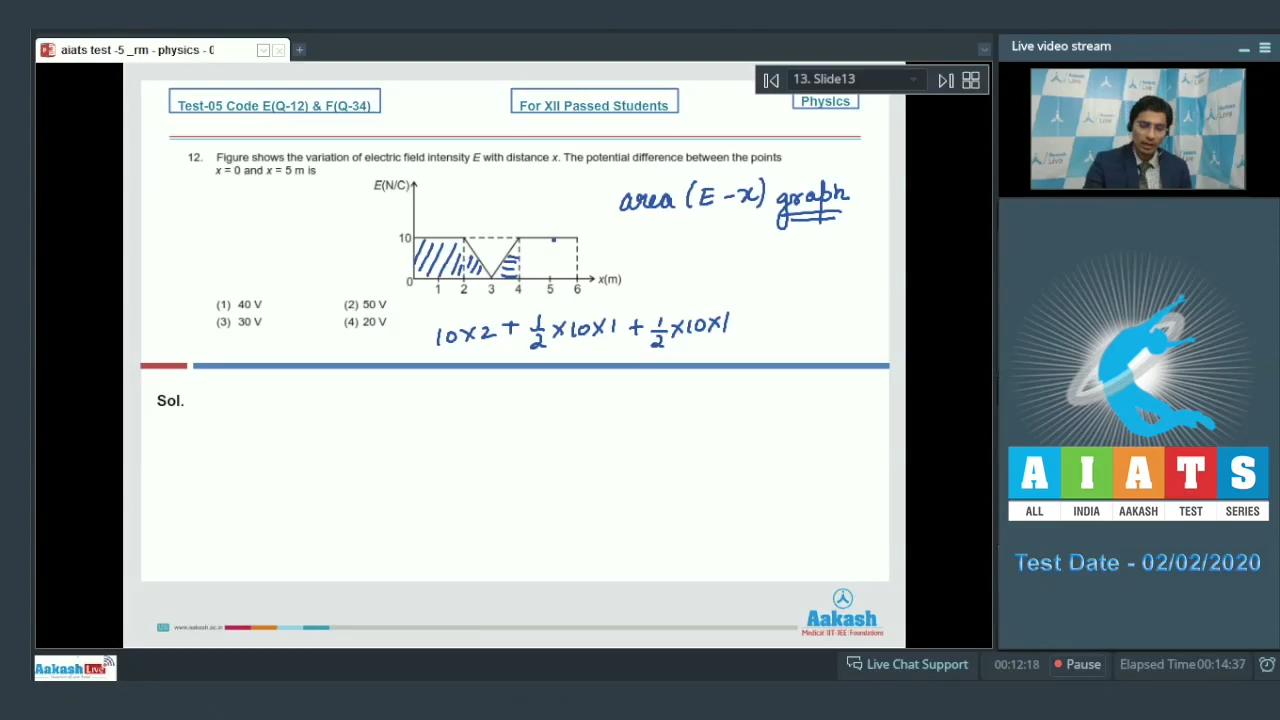 aiats test -5 _rm - physics - 0
Live video stream
13. Slide13
Test-05 Code E(Q-12) & F(Q-34)
For XII Passed Students
Physics
12. Figure shows the variation of electric field intensity E with distance x. The potential difference between the points
x = 0 and x = 5 m is
E(N/C)
area (E-x) graph
10
0
1 2 3 4 5 6
x(m)
(1) 40 V (2) 50 V
(3) 30 V (4) 20 V
10×2 + 1/2 ×10×1 + 1/2 ×10×1
Sol.
A I A T S
ALL INDIA AAKASH TEST SERIES
Test Date - 02/02/2020
www.aakash.ac.in
Aakash
Medical IIT-JEE Foundations
Aakash Live
Live Chat Support
00:12:18
Pause
Elapsed Time 00:14:37